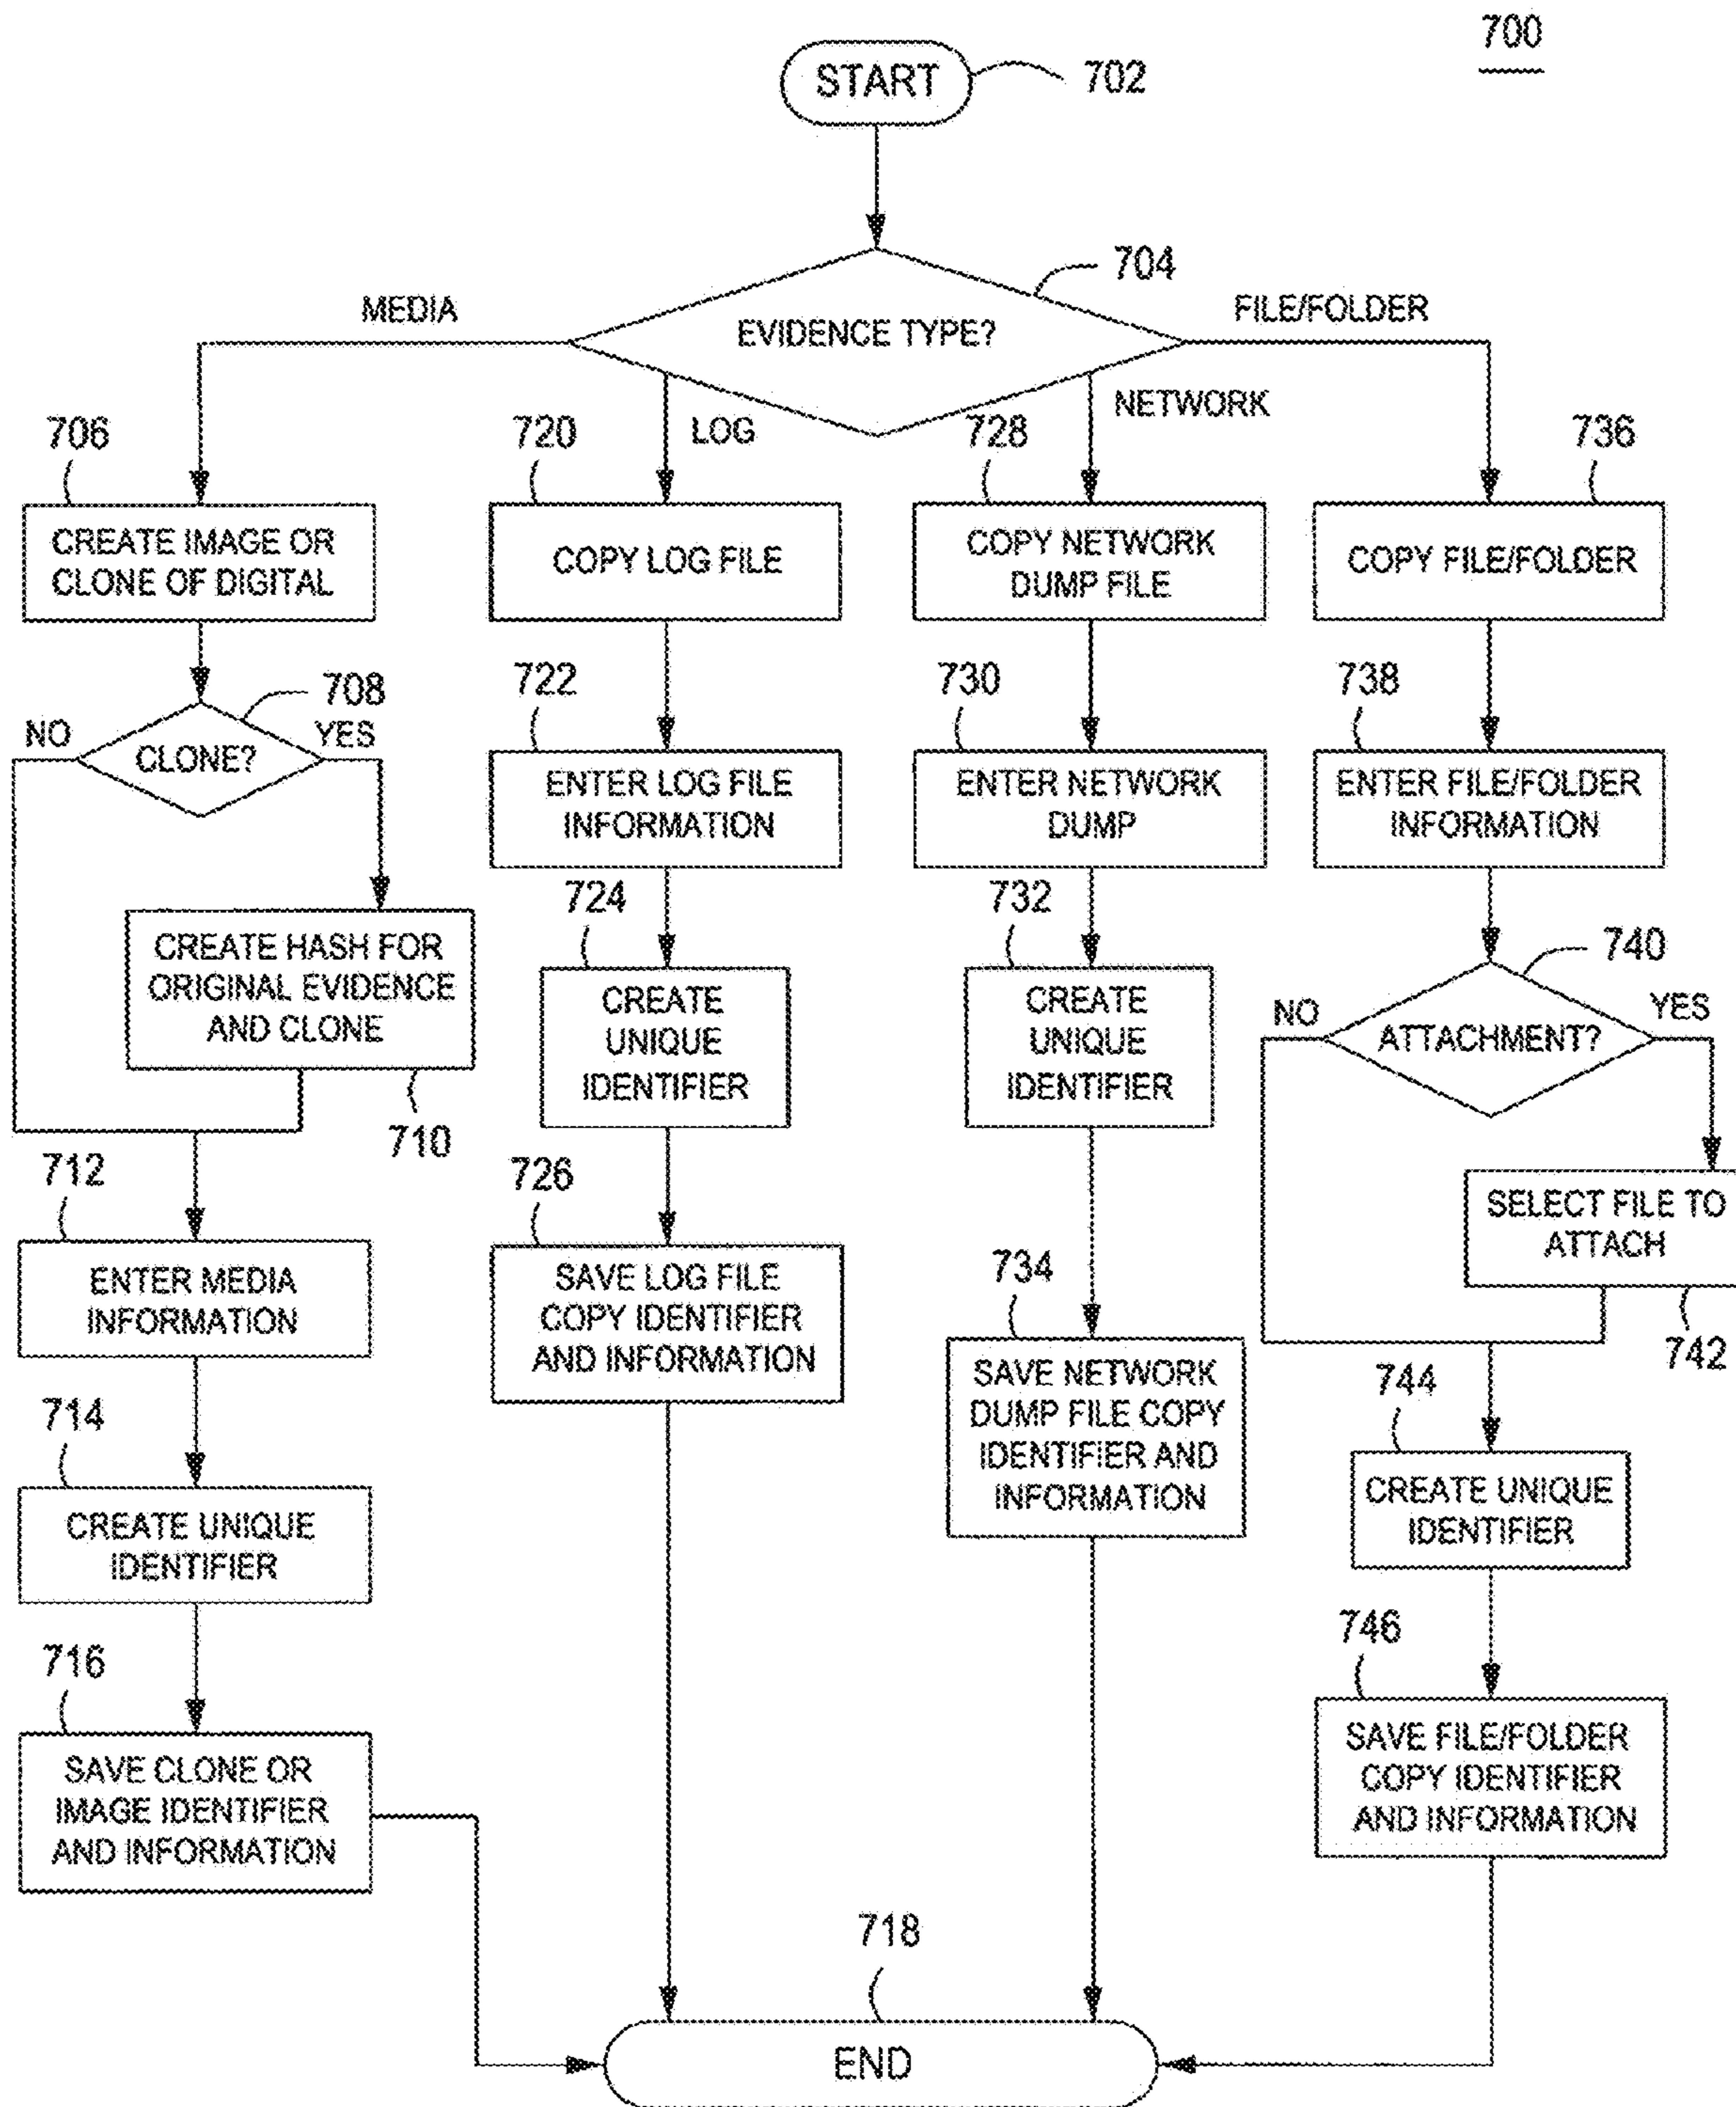 700
START
702
704
EVIDENCE TYPE?
MEDIA
FILE/FOLDER
LOG
NETWORK
706
CREATE IMAGE OR
CLONE OF DIGITAL
708
CLONE?
NO
YES
CREATE HASH FOR
ORIGINAL EVIDENCE
AND CLONE
710
712
ENTER MEDIA
INFORMATION
714
CREATE UNIQUE
IDENTIFIER
716
SAVE CLONE OR
IMAGE IDENTIFIER
AND INFORMATION
720
COPY LOG FILE
722
ENTER LOG FILE
INFORMATION
724
CREATE
UNIQUE
IDENTIFIER
726
SAVE LOG FILE
COPY IDENTIFIER
AND INFORMATION
728
COPY NETWORK
DUMP FILE
730
ENTER NETWORK
DUMP
732
CREATE
UNIQUE
IDENTIFIER
734
SAVE NETWORK
DUMP FILE COPY
IDENTIFIER AND
INFORMATION
736
COPY FILE/FOLDER
738
ENTER FILE/FOLDER
INFORMATION
740
ATTACHMENT?
NO
YES
SELECT FILE TO
ATTACH
742
744
CREATE UNIQUE
IDENTIFIER
746
SAVE FILE/FOLDER
COPY IDENTIFIER
AND INFORMATION
718
END